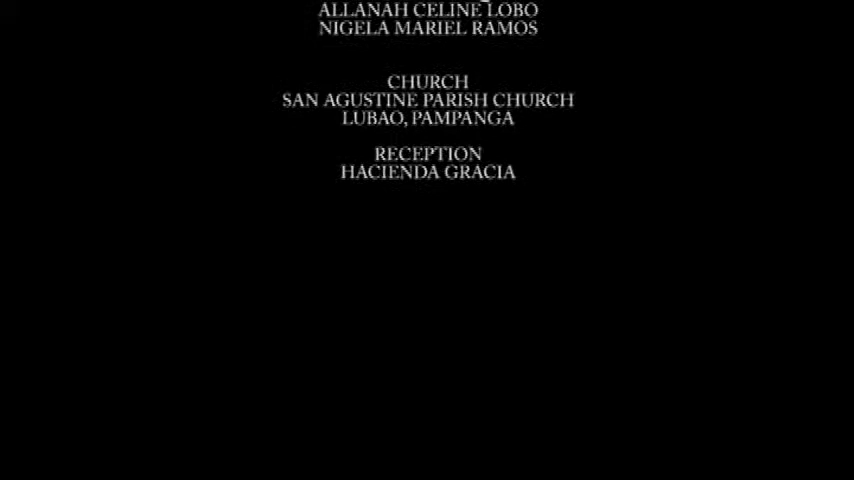 ALLANAH CELINE LOBO
NIGELA MARIEL RAMOS
CHURCH
SAN AGUSTINE PARISH CHURCH
LUBAO, PAMPANGA
RECEPTION
HACIENDA GRACIA